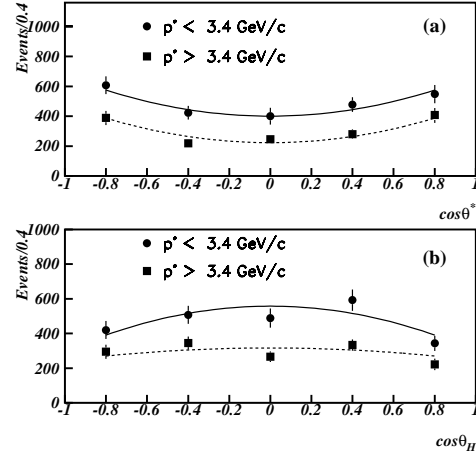 Events/0.4
1000
800
600
400
200
0
p* < 3.4 GeV/c
p* > 3.4 GeV/c
(a)
-1 -0.8 -0.6 -0.4 -0.2 0 0.2 0.4 0.6 0.8 1
cosθ*
Events/0.4
1000
800
600
400
200
0
p* < 3.4 GeV/c
p* > 3.4 GeV/c
(b)
-1 -0.8 -0.6 -0.4 -0.2 0 0.2 0.4 0.6 0.8 1
cosθ_H